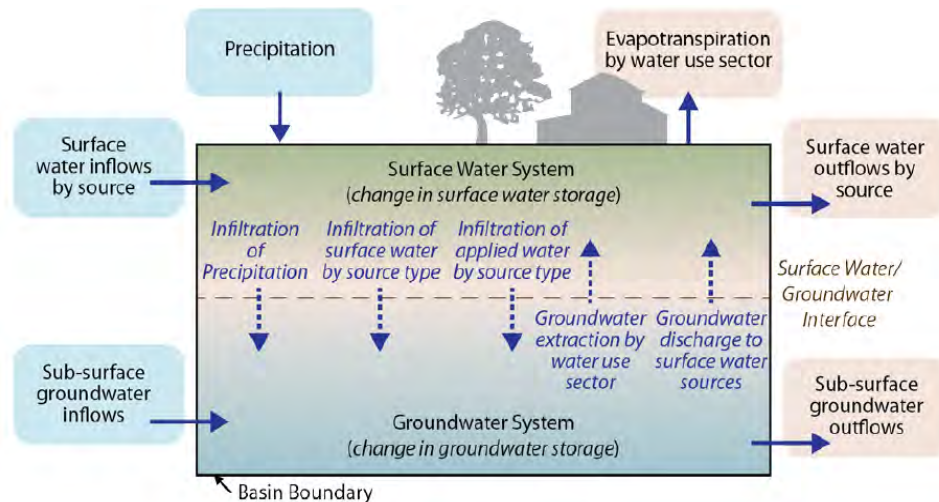 Precipitation
Evapotranspiration
by water use sector
Surface
water inflows
by source
Surface Water System
(change in surface water storage)
Surface water
outflows by
source
Infiltration
of
Precipitation
Infiltration of
surface water
by source type
Infiltration of
applied water
by source type
Surface Water/
Groundwater
Interface
Groundwater
extraction by
water use
sector
Groundwater
discharge to
surface water
sources
Sub-surface
groundwater
inflows
Groundwater System
(change in groundwater storage)
Sub-surface
groundwater
outflows
Basin Boundary